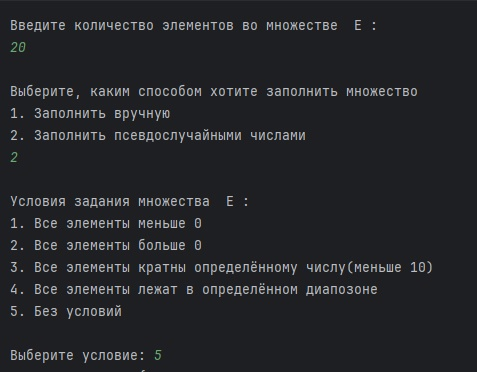 Введите количество элементов во множестве  E :
20
Выберите, каким способом хотите заполнить множество
1. Заполнить вручную
2. Заполнить псевдослучайными числами
2
Условия задания множества  E :
1. Все элементы меньше 0
2. Все элементы больше 0
3. Все элементы кратны определённому числу(меньше 10)
4. Все элементы лежат в определённом диапозоне
5. Без условий
Выберите условие: 5